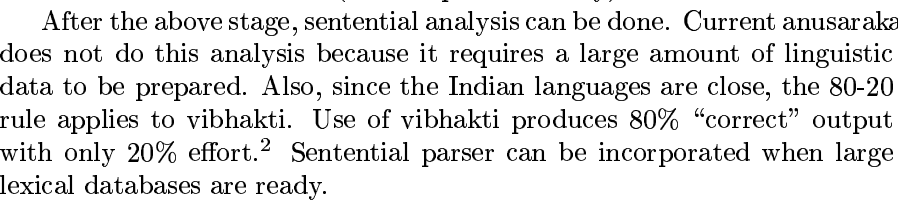 After the above stage, sentential analysis can be done. Current anusaraka
does not do this analysis because it requires a large amount of linguistic
data to be prepared. Also, since the Indian languages are close, the 80-20
rule applies to vibhakti. Use of vibhakti produces 80% “correct” output
with only 20% effort.² Sentential parser can be incorporated when large
lexical databases are ready.